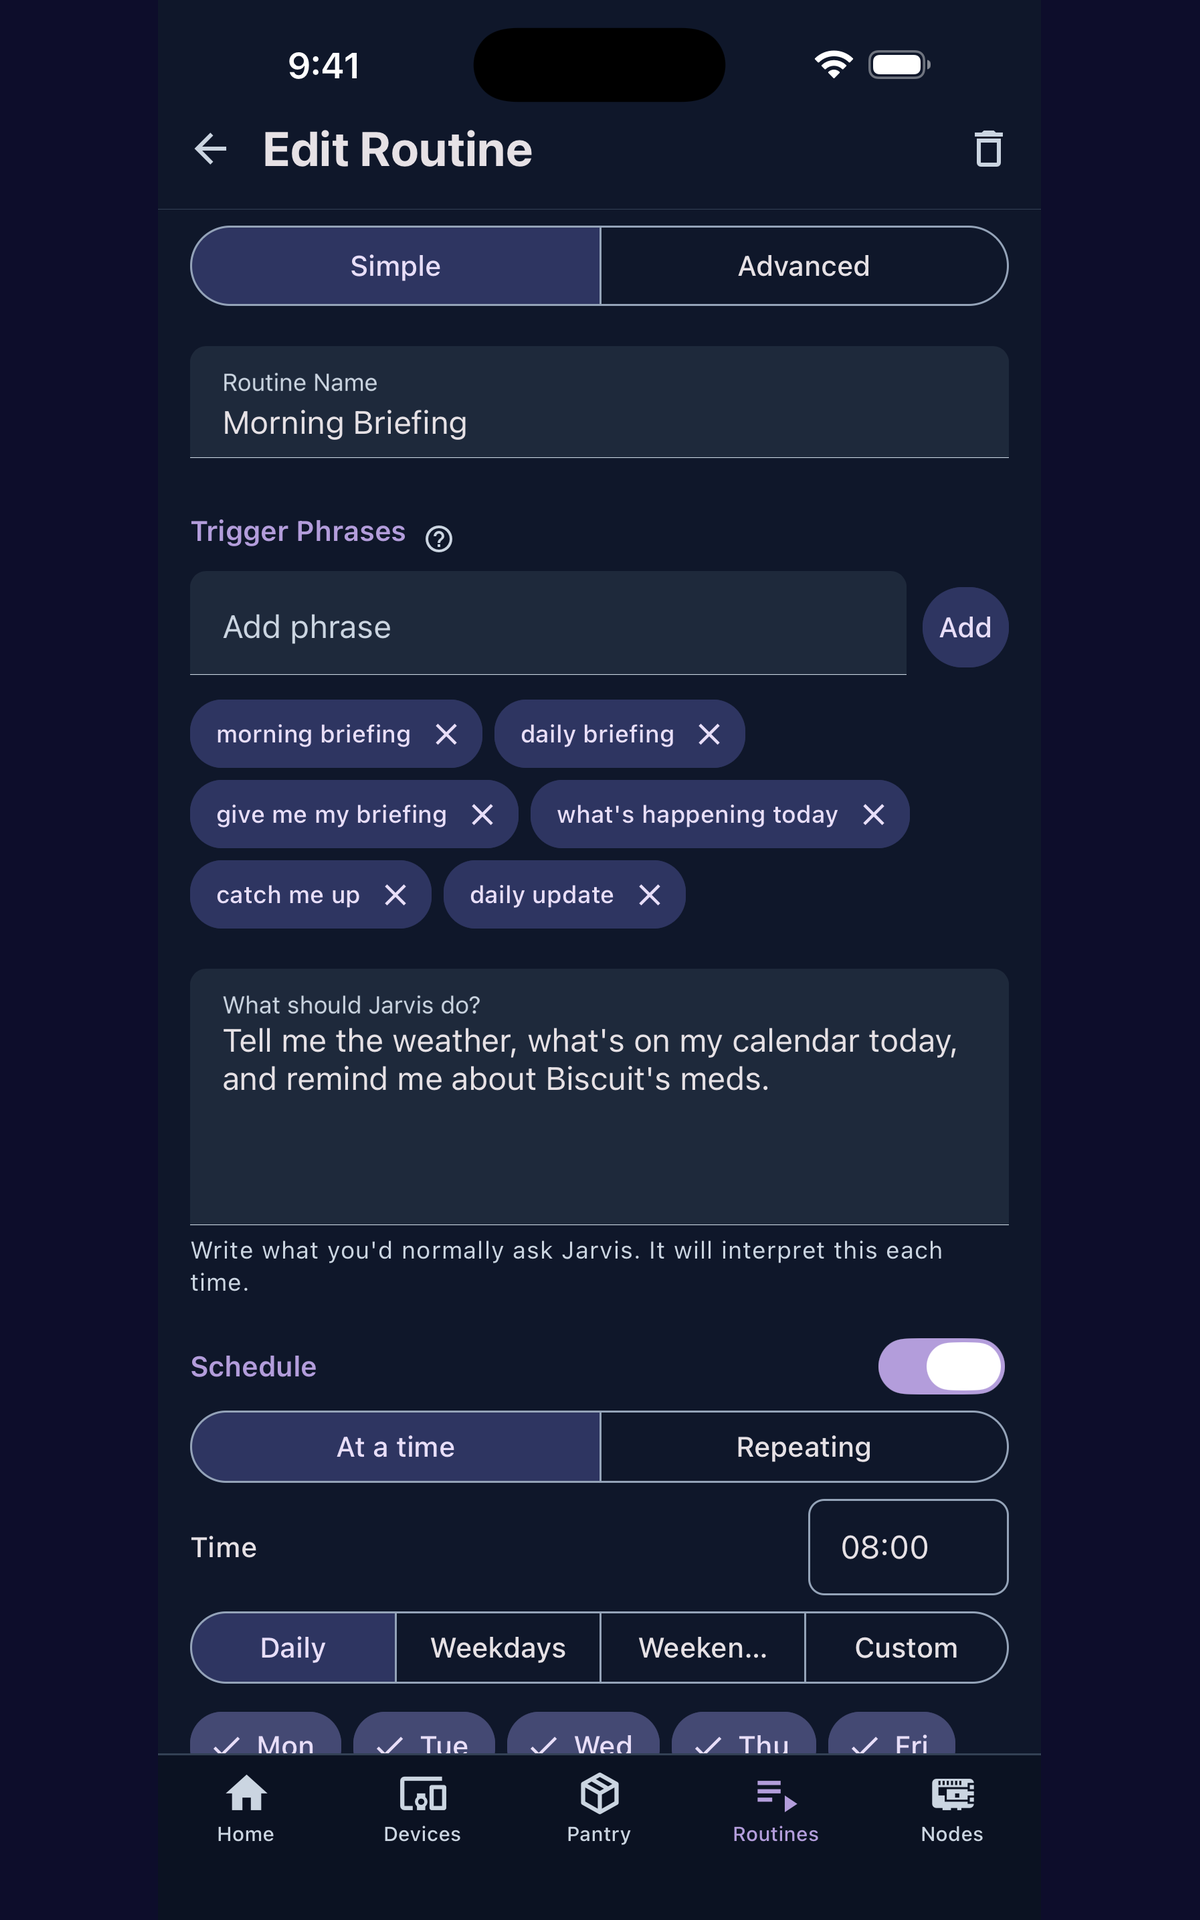 9:41
Edit Routine
Simple
Advanced
Routine Name
Morning Briefing
Trigger Phrases
Add phrase
Add
morning briefing
daily briefing
give me my briefing
what's happening today
catch me up
daily update
What should Jarvis do?
Tell me the weather, what's on my calendar today,
and remind me about Biscuit's meds.
Write what you'd normally ask Jarvis. It will interpret this each
time.
Schedule
At a time
Repeating
Time
08:00
Daily
Weekdays
Weeken...
Custom
Mon
Tue
Wed
Thu
Fri
Home
Devices
Pantry
Routines
Nodes